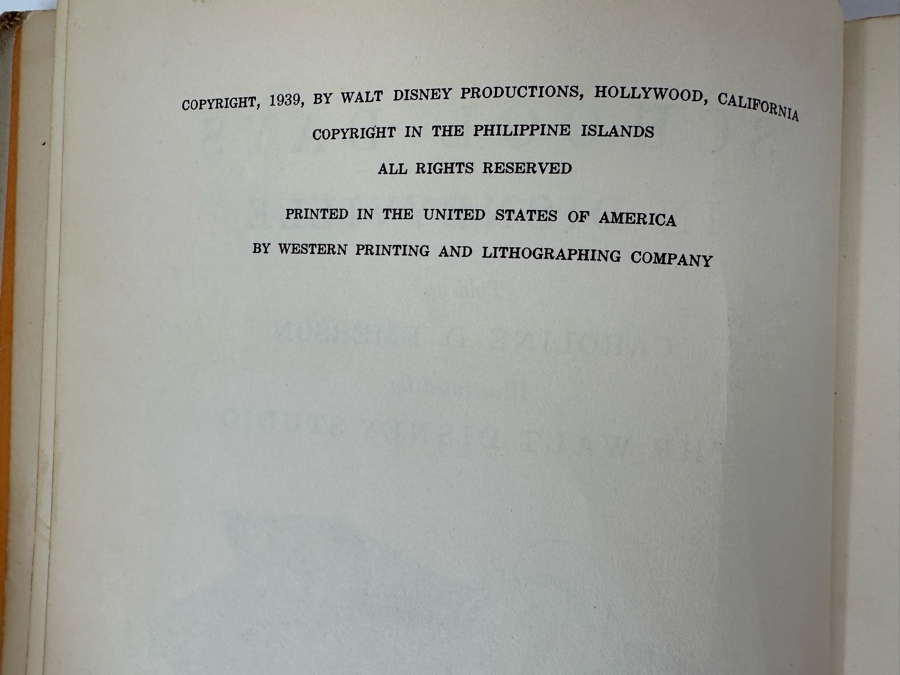 COPYRIGHT, 1939, BY WALT DISNEY PRODUCTIONS, HOLLYWOOD, CALIFORNIA
COPYRIGHT IN THE PHILIPPINE ISLANDS
ALL RIGHTS RESERVED
PRINTED IN THE UNITED STATES OF AMERICA
BY WESTERN PRINTING AND LITHOGRAPHING COMPANY